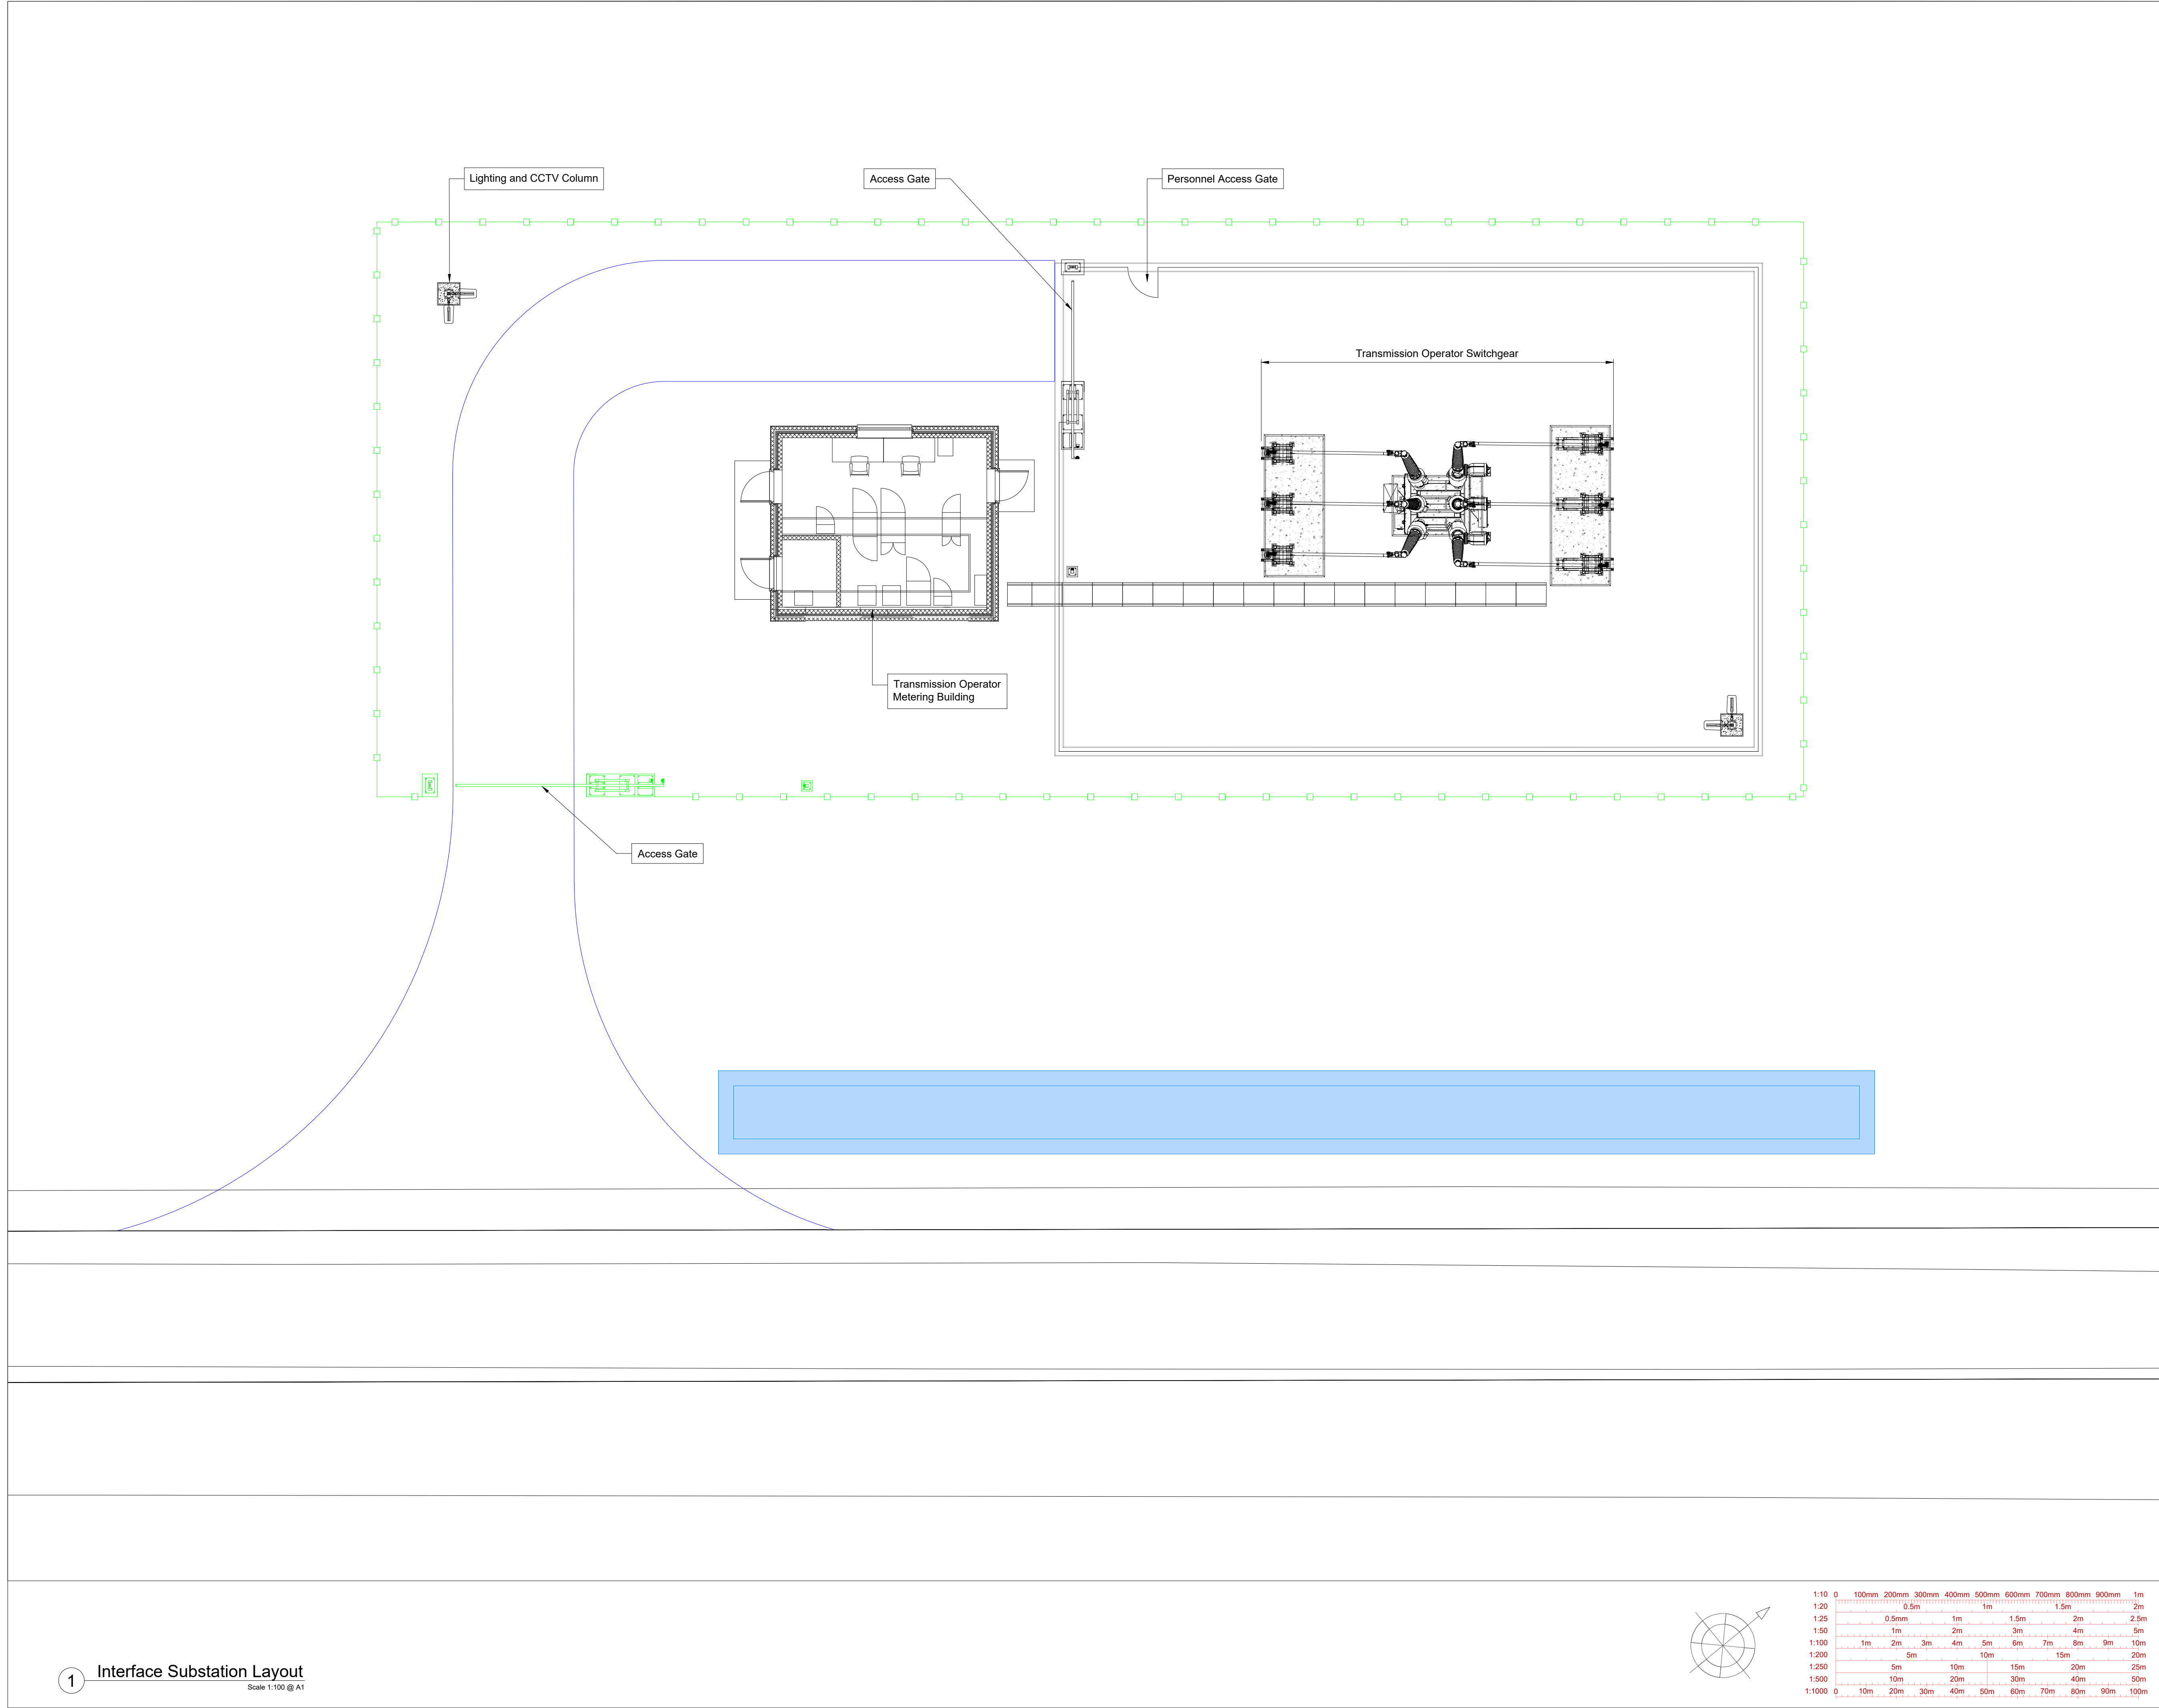 Lighting and CCTV Column
Access Gate
Personnel Access Gate
Transmission Operator Switchgear
Transmission Operator
Metering Building
Access Gate
1:10 0 100mm 200mm 300mm 400mm 500mm 600mm 700mm 800mm 900mm 1m
1:20 0.5m 1m 1.5m 2m
1:25 0.5mm 1m 1.5m 2m 2.5m
1:50 1m 2m 3m 4m 5m
1:100 1m 2m 3m 4m 5m 6m 7m 8m 9m 10m
1:200 5m 10m 15m 20m
1:250 5m 10m 15m 20m 25m
1:500 10m 20m 30m 40m 50m
1:1000 0 10m 20m 30m 40m 50m 60m 70m 80m 90m 100m
1 Interface Substation Layout
Scale 1:100 @ A1